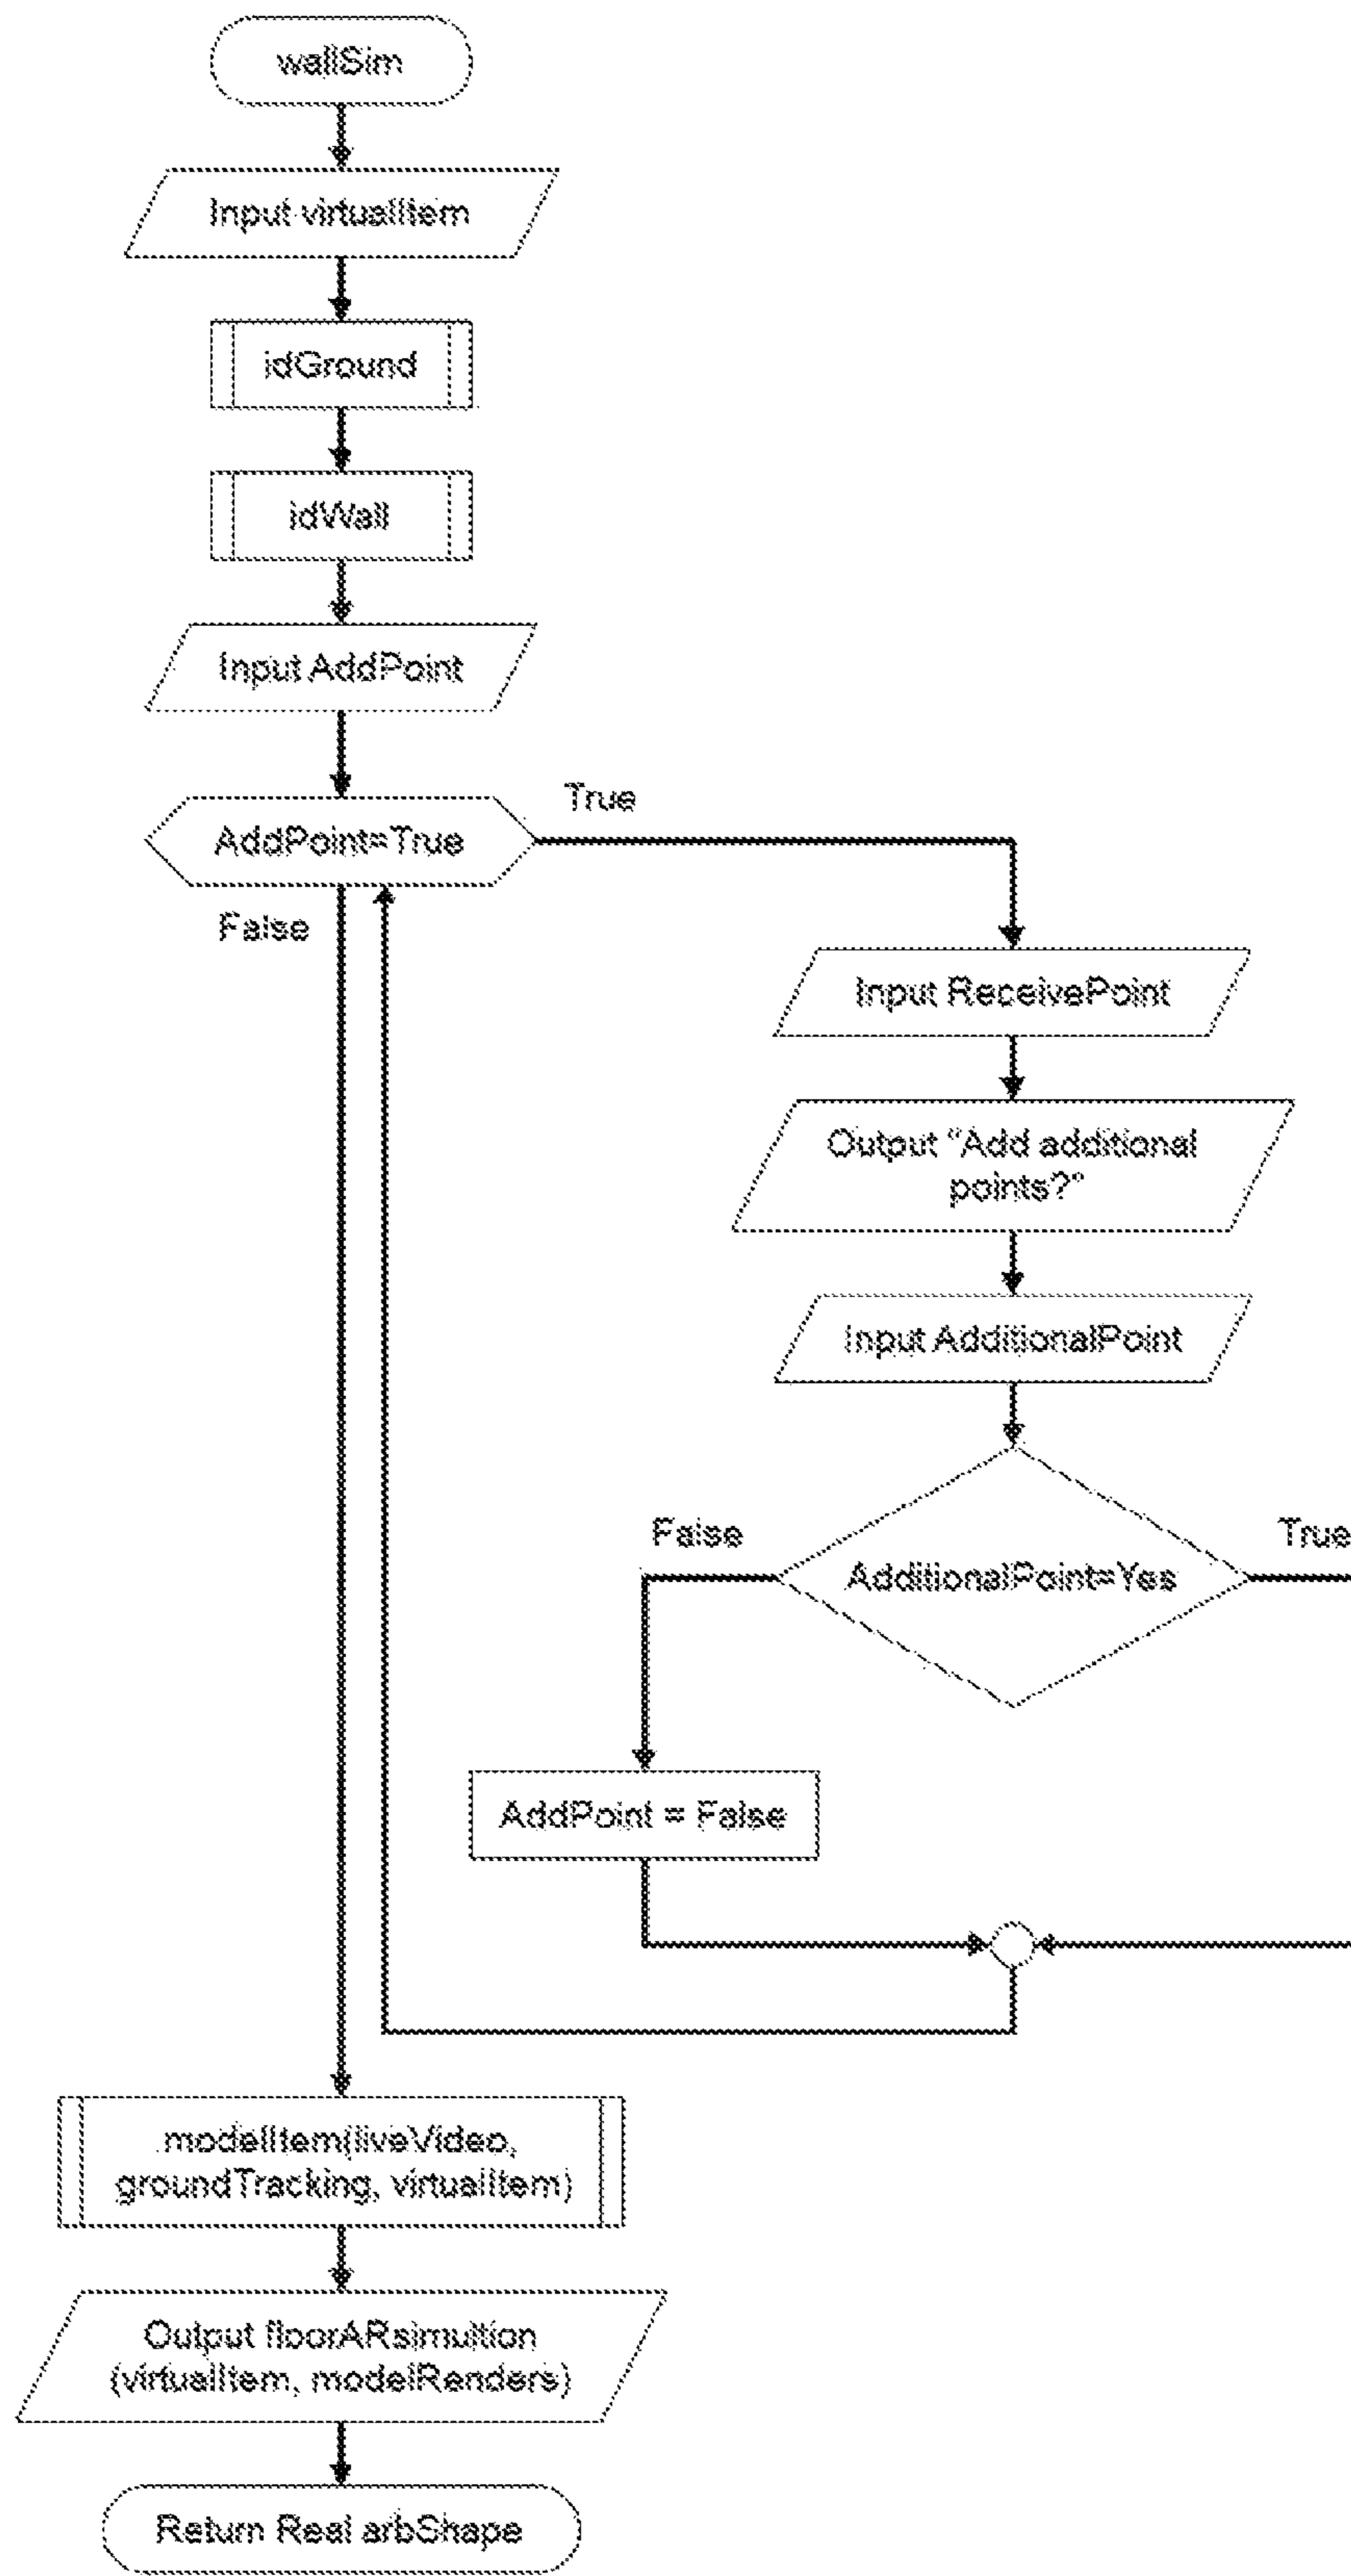 wallSim
Input virtualItem
idGround
idWall
Input AddPoint
AddPoint=True
True
False
Input ReceivePoint
Output "Add additional
points?"
Input AdditionalPoint
AdditionalPoint=Yes
False
True
AddPoint = False
modelItem(liveVideo,
groundTracking, virtualItem)
Output floorARsimultion
(virtualItem, modelRenders)
Return Real arbShape